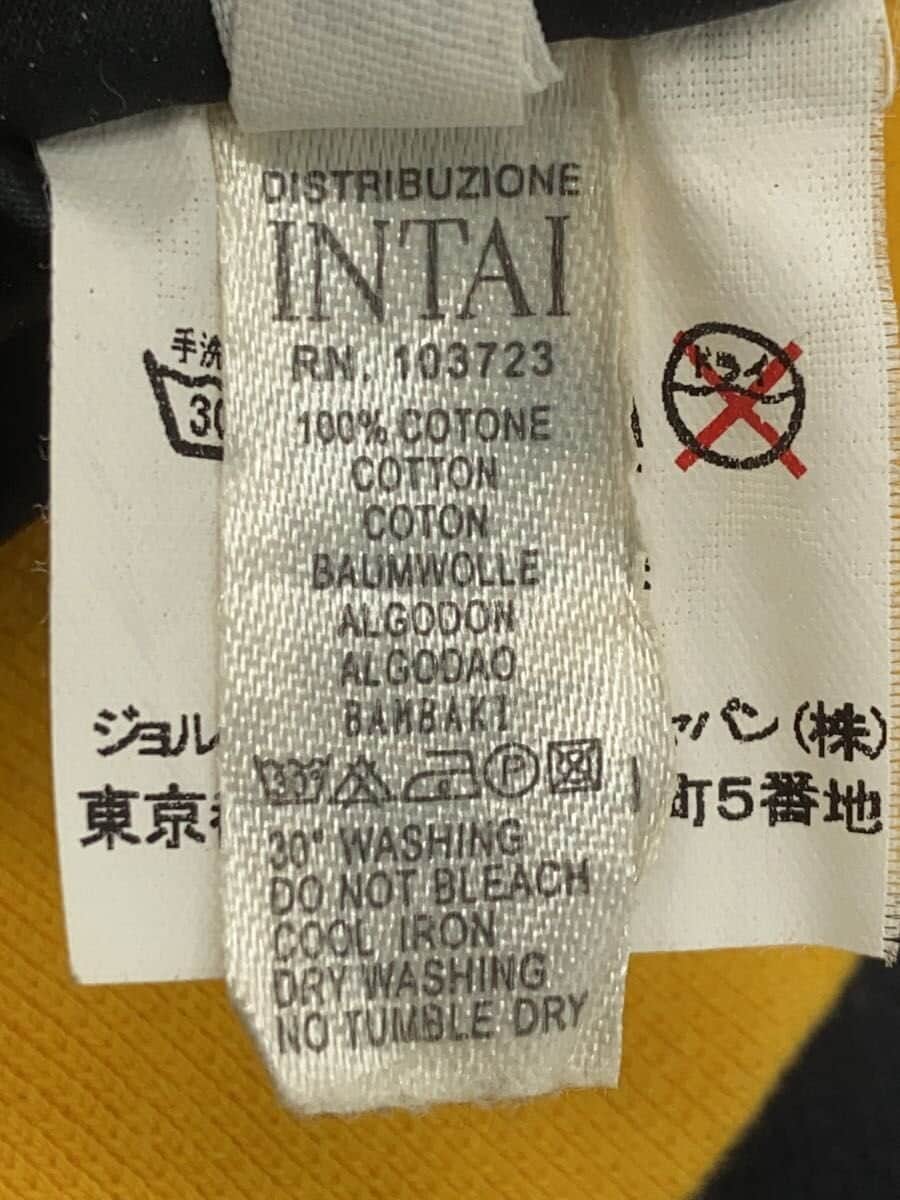 DISTRIBUZIONE
INTAI
RN. 103723
100% COTONE
COTTON
COTON
BAUMWOLLE
ALGODON
ALGODAO
BAMBAKI
30°
P
30° WASHING
DO NOT BLEACH
COOL IRON
DRY WASHING
NO TUMBLE DRY
手洗
30
ドライ
ジョル
パン(株)
東京
町5番地